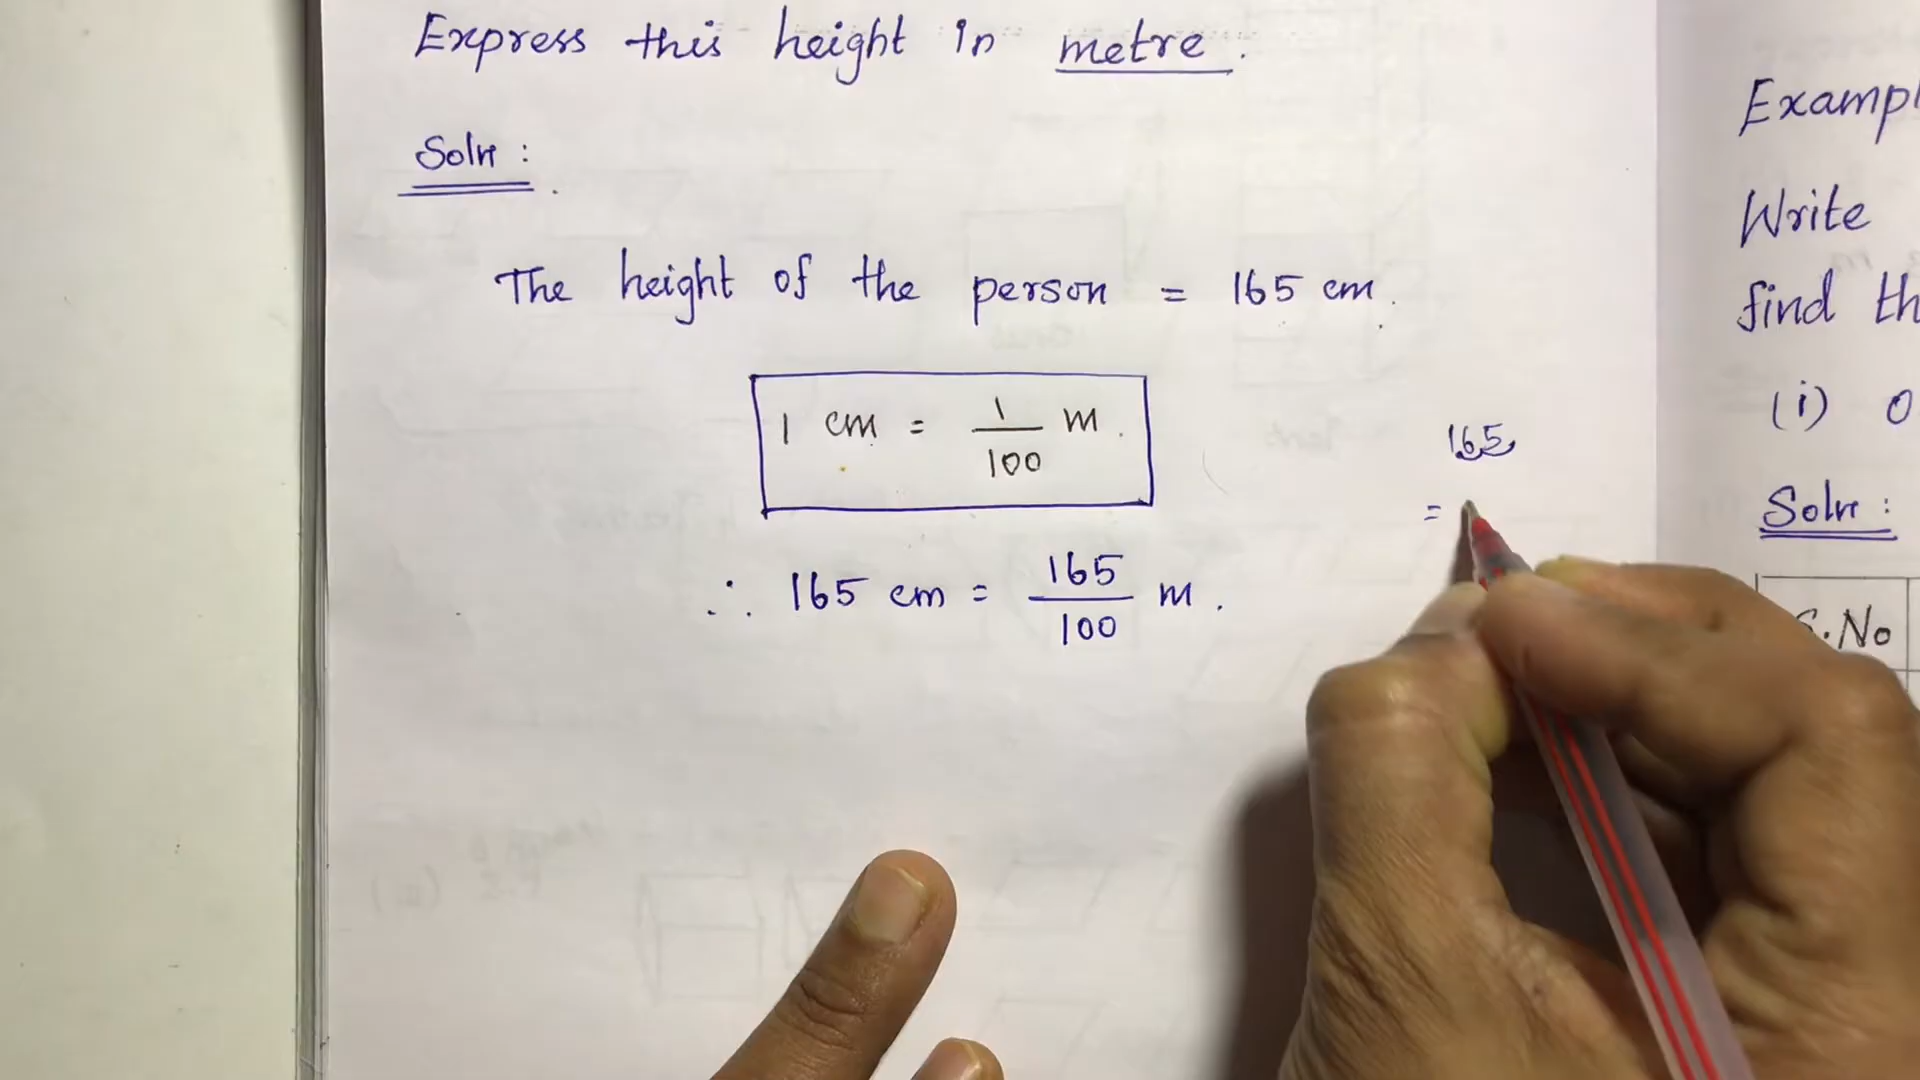 Express this height in metre.
Soln :
The height of the person = 165 cm.
1 cm = 1/100 m.
∴ 165 cm = 165/100 m.
165
=
Exampl
Write
find th
(i) o
Soln :
S.No